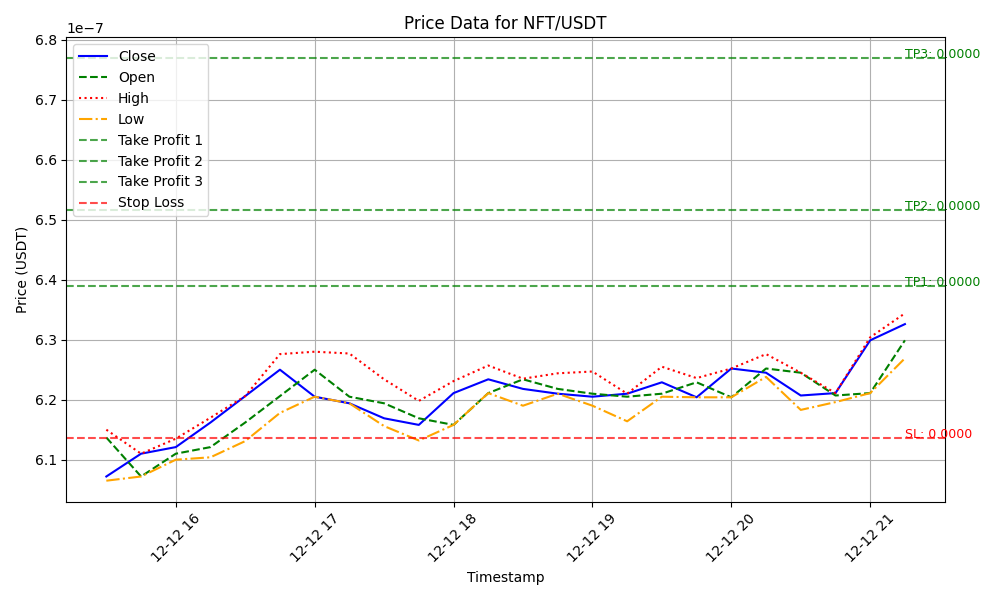 Price Data for NFT/USDT
1e−7
6.8
6.7
6.6
6.5
6.4
6.3
6.2
6.1
Price (USDT)
Close
Open
High
Low
Take Profit 1
Take Profit 2
Take Profit 3
Stop Loss
TP3: 0.0000
TP2: 0.0000
TP1: 0.0000
SL: 0.0000
12-12 16
12-12 17
12-12 18
12-12 19
12-12 20
12-12 21
Timestamp